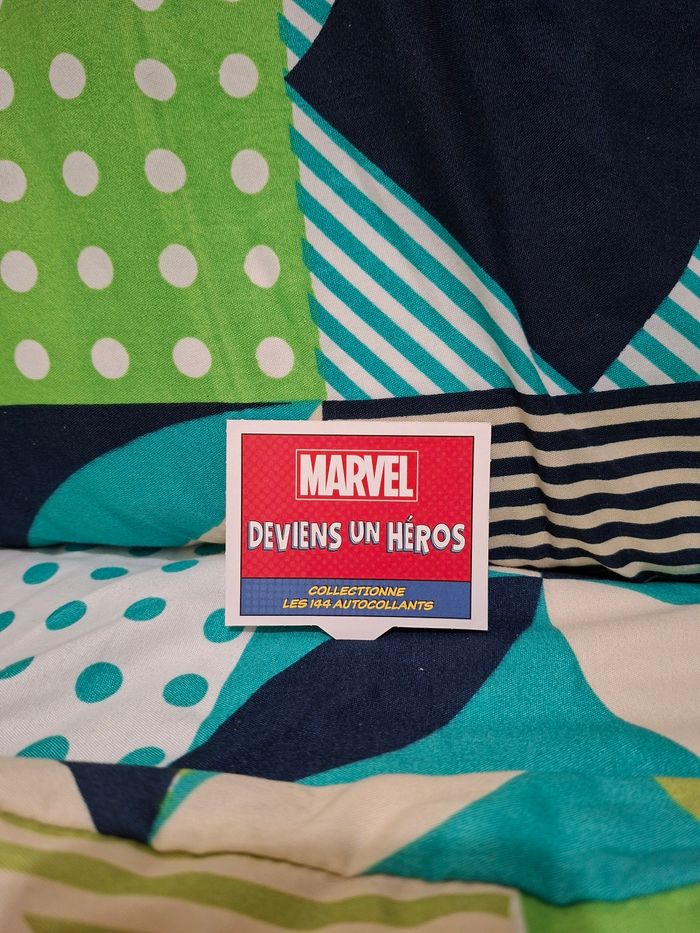 MARVEL
DEVIENS UN HÉROS
COLLECTIONNE
LES 144 AUTOCOLLANTS